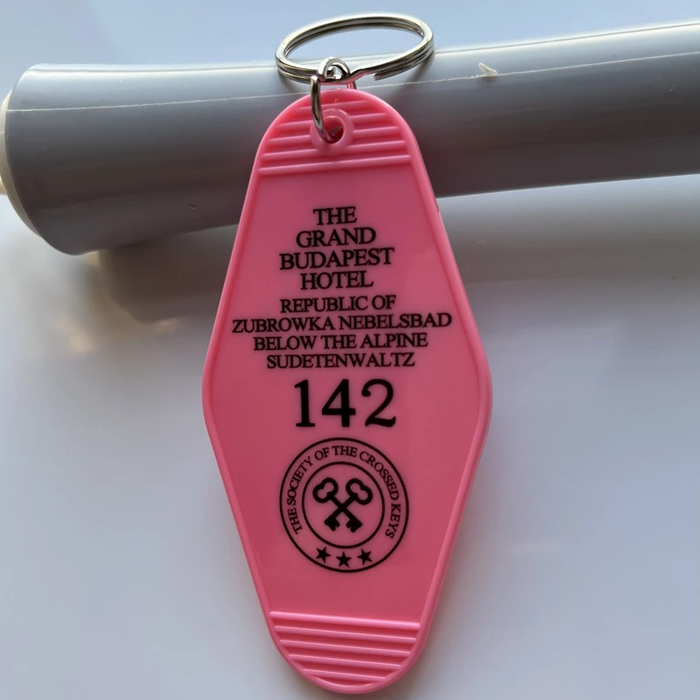 THE
GRAND
BUDAPEST
HOTEL
REPUBLIC OF
ZUBROWKA NEBELSBAD
BELOW THE ALPINE
SUDETENWALTZ
142
THE SOCIETY OF THE CROSSED KEYS